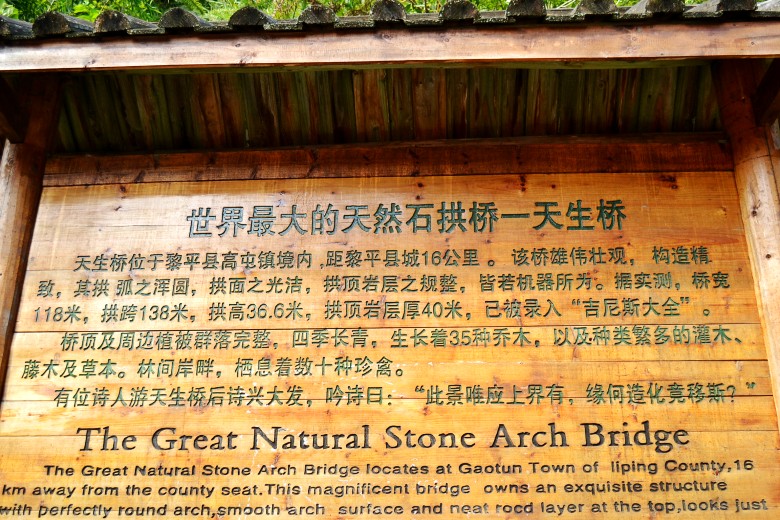 世界最大的天然石拱桥一天生桥
天生桥位于黎平县高屯镇境内,距黎平县城16公里。该桥雄伟壮观，构造精
致，其拱弧之浑圆，拱面之光洁，拱顶岩层之规整，皆若机器所为。据实测，桥宽
118米，拱跨138米，拱高36.6米，拱顶岩层厚40米，已被录入“吉尼斯大全”。
桥顶及周边植被群落完整，四季长青，生长着35种乔木，以及种类繁多的灌木、
藤木及草本。林间岸畔，栖息着数十种珍禽。
有位诗人游天生桥后诗兴大发，吟诗曰：“此景唯应上界有，缘何造化竟移斯？”
The Great Natural Stone Arch Bridge
The Great Natural Stone Arch Bridge locates at Gaotun Town of liping County,16
km away from the county seat.This magnificent bridge owns an exquisite structure
with perfectly round arch,smooth arch surface and neat rocd layer at the top,looks just